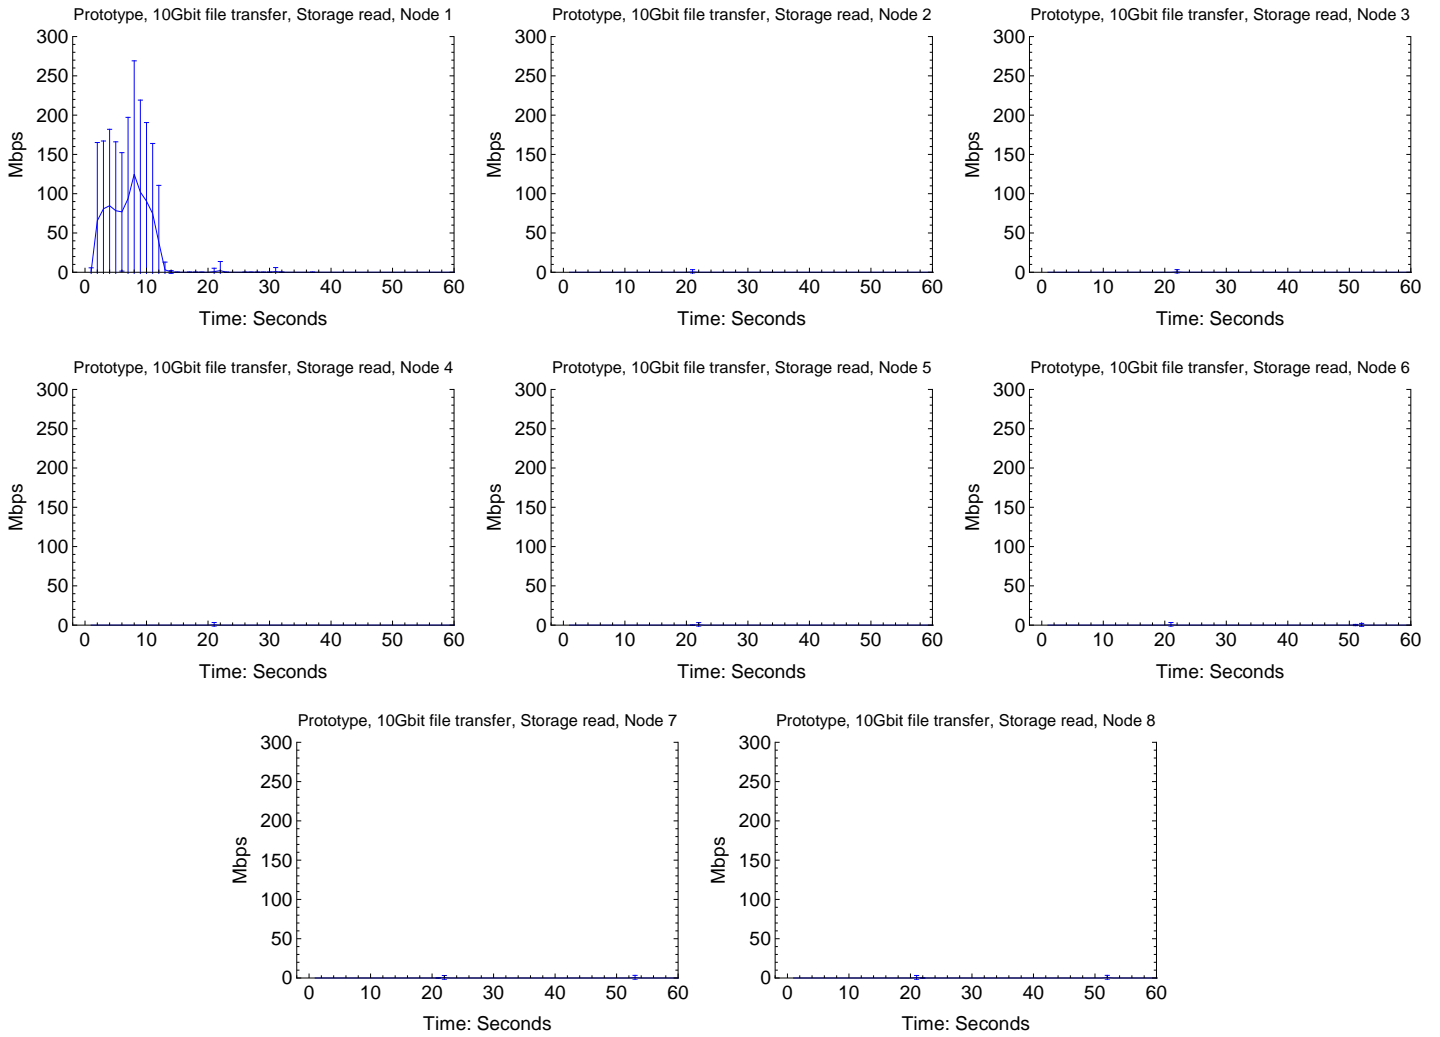 Prototype, 10Gbit file transfer, Storage read, Node 1
300
250
200
150
100
50
0
Mbps
0 10 20 30 40 50 60
Time: Seconds
Prototype, 10Gbit file transfer, Storage read, Node 2
300
250
200
150
100
50
0
Mbps
0 10 20 30 40 50 60
Time: Seconds
Prototype, 10Gbit file transfer, Storage read, Node 3
300
250
200
150
100
50
0
Mbps
0 10 20 30 40 50 60
Time: Seconds
Prototype, 10Gbit file transfer, Storage read, Node 4
300
250
200
150
100
50
0
Mbps
0 10 20 30 40 50 60
Time: Seconds
Prototype, 10Gbit file transfer, Storage read, Node 5
300
250
200
150
100
50
0
Mbps
0 10 20 30 40 50 60
Time: Seconds
Prototype, 10Gbit file transfer, Storage read, Node 6
300
250
200
150
100
50
0
Mbps
0 10 20 30 40 50 60
Time: Seconds
Prototype, 10Gbit file transfer, Storage read, Node 7
300
250
200
150
100
50
0
Mbps
0 10 20 30 40 50 60
Time: Seconds
Prototype, 10Gbit file transfer, Storage read, Node 8
300
250
200
150
100
50
0
Mbps
0 10 20 30 40 50 60
Time: Seconds